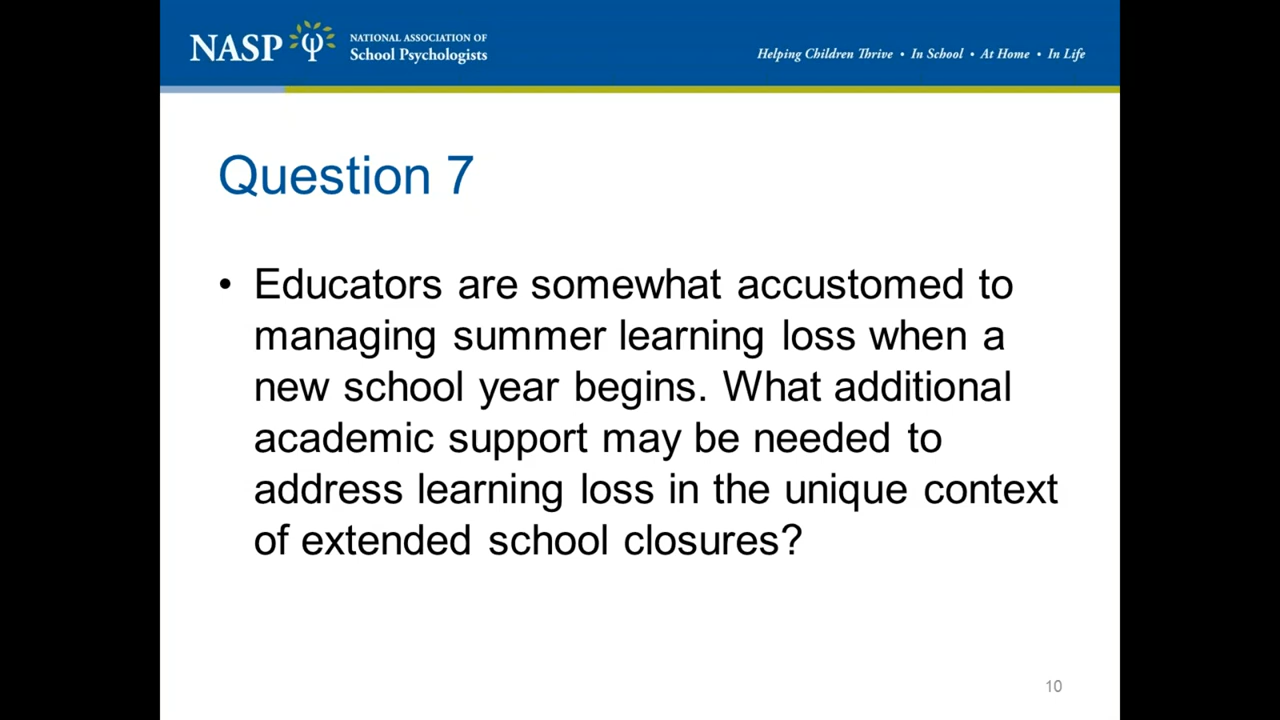 NASP
NATIONAL ASSOCIATION OF
School Psychologists
Helping Children Thrive • In School • At Home • In Life
Question 7
• Educators are somewhat accustomed to
managing summer learning loss when a
new school year begins. What additional
academic support may be needed to
address learning loss in the unique context
of extended school closures?
10